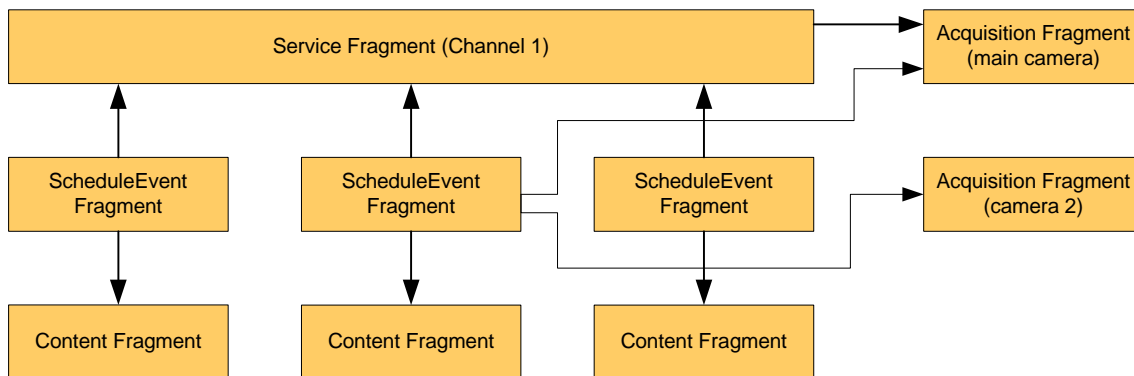 Service Fragment (Channel 1)
Acquisition Fragment
(main camera)
ScheduleEvent
Fragment
ScheduleEvent
Fragment
ScheduleEvent
Fragment
Acquisition Fragment
(camera 2)
Content Fragment
Content Fragment
Content Fragment